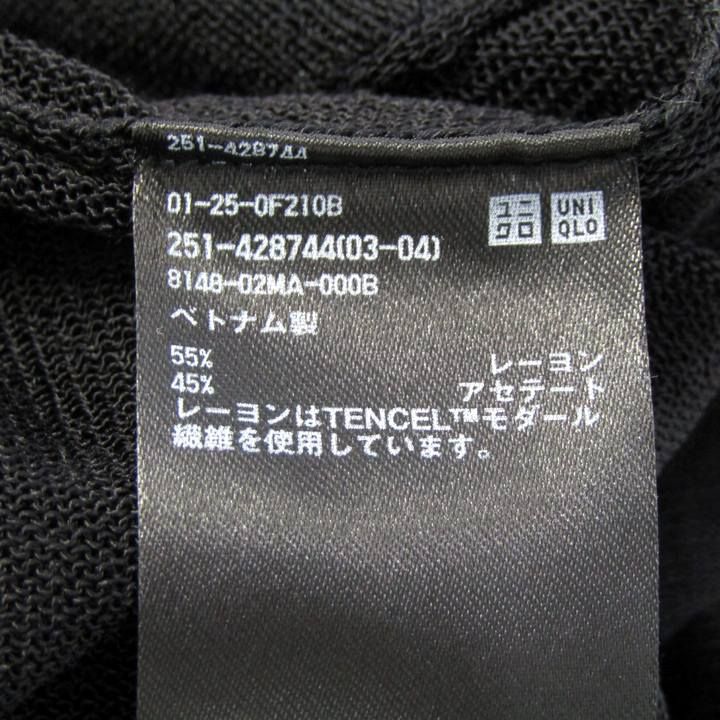 251-428744
01-25-0F210B
ユニクロ UNIQLO
251-428744(03-04)
8148-02MA-000B
ベトナム製
55% レーヨン
45% アセテート
レーヨンはTENCEL™モダール
繊維を使用しています。